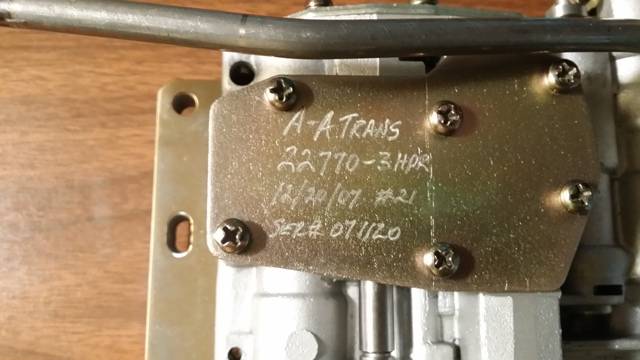 A-A TRANS
22770-3HPR
12/20/07 #21
SER# 071120